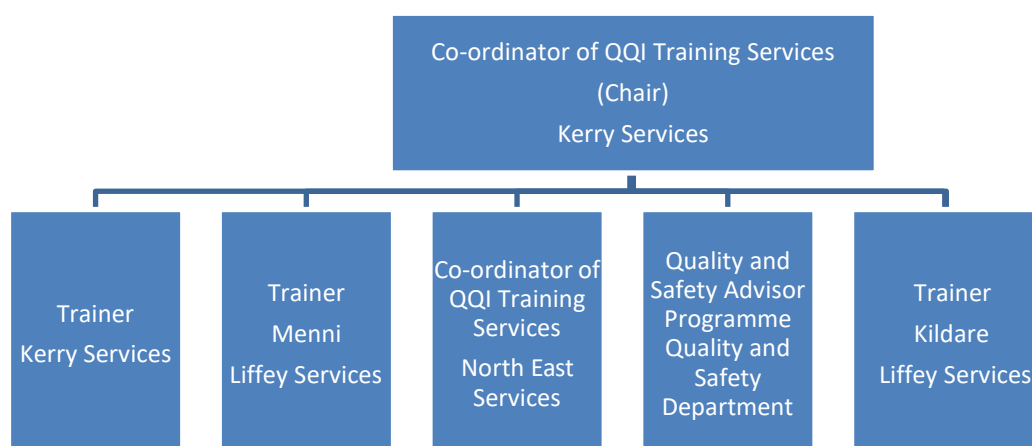 Co-ordinator of QQI Training Services
(Chair)
Kerry Services
Trainer
Kerry Services
Trainer
Menni
Liffey Services
Co-ordinator of
QQI Training
Services
North East
Services
Quality and
Safety Advisor
Programme
Quality and
Safety
Department
Trainer
Kildare
Liffey Services